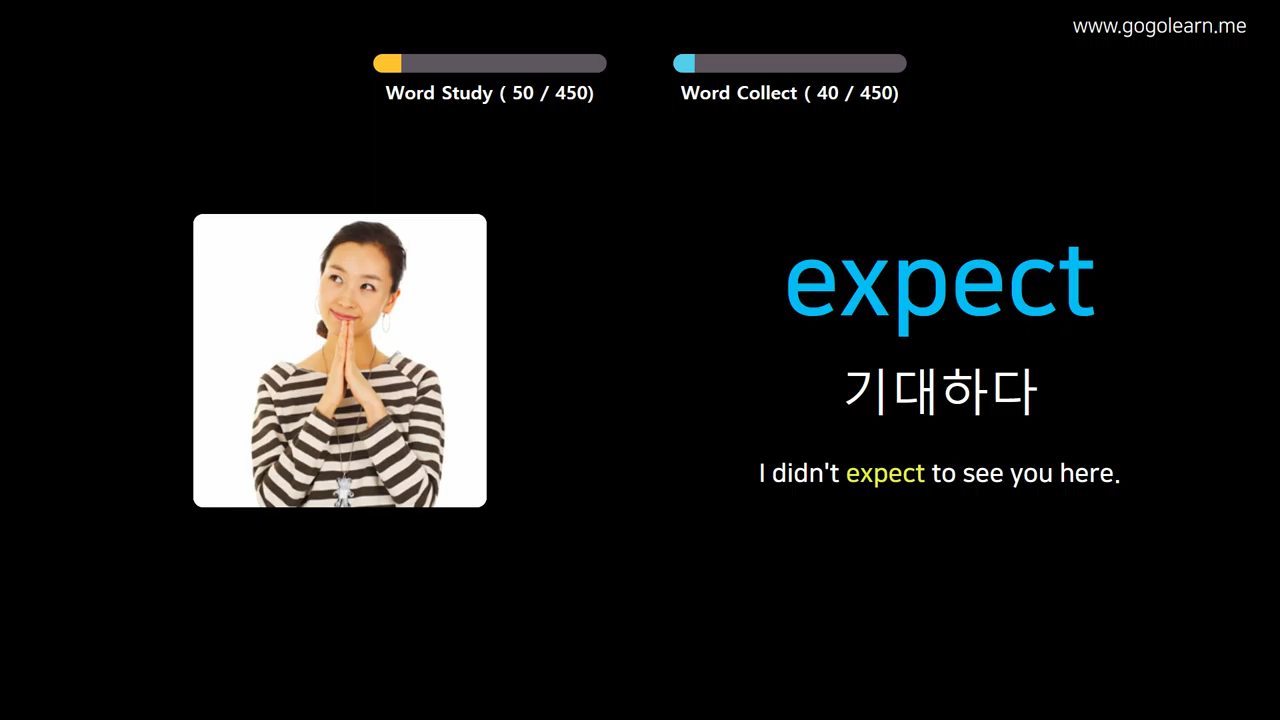 www.gogolearn.me
Word Study ( 50 / 450)
Word Collect ( 40 / 450)
expect
기대하다
I didn't expect to see you here.